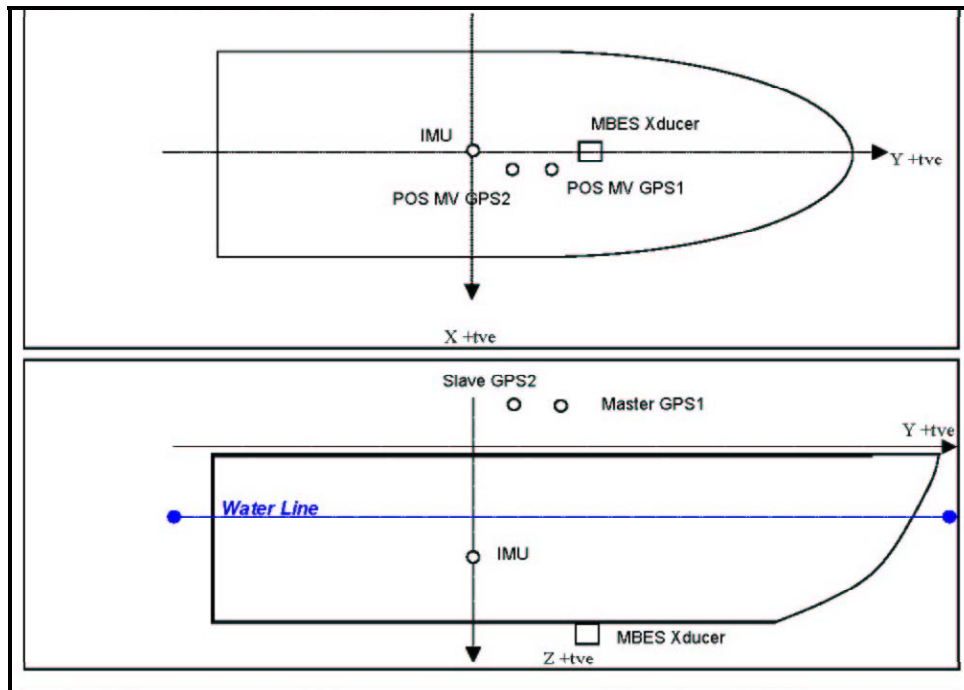 MBES Xducer
IMU
Y +tve
POS MV GPS2
POS MV GPS1
X +tve
Slave GPS2
Master GPS1
Y +tve
Water Line
IMU
MBES Xducer
Z +tve